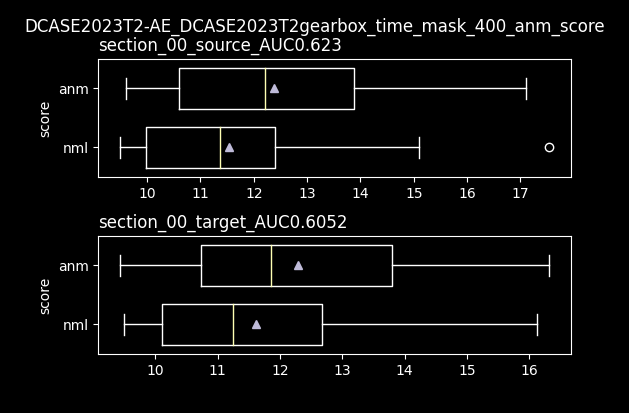 DCASE2023T2-AE_DCASE2023T2gearbox_time_mask_400_anm_score
section_00_source_AUC0.623
anm
nml
score
10 11 12 13 14 15 16 17
section_00_target_AUC0.6052
anm
nml
score
10 11 12 13 14 15 16